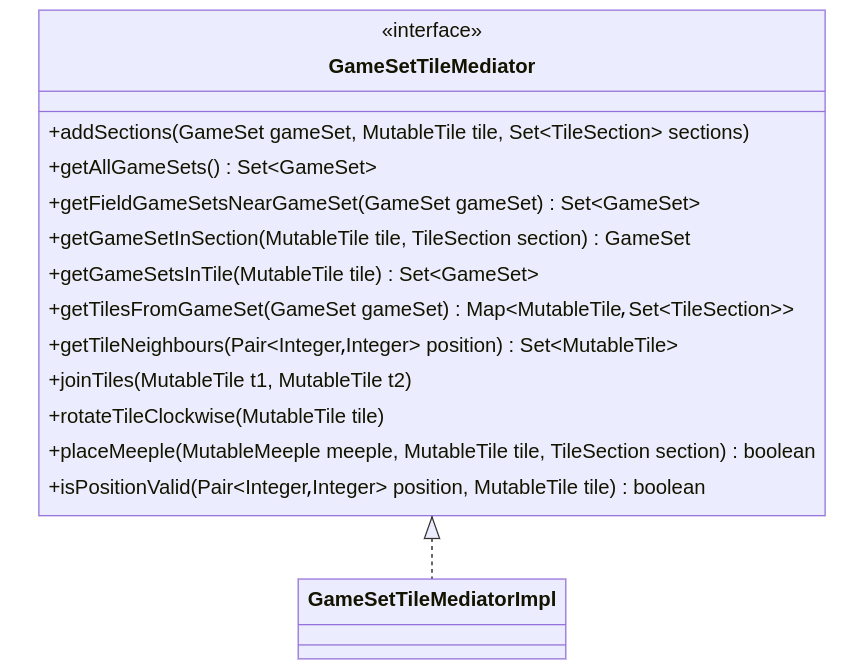 «interface»
GameSetTileMediator
+addSections(GameSet gameSet, MutableTile tile, Set<TileSection> sections)
+getAllGameSets() : Set<GameSet>
+getFieldGameSetsNearGameSet(GameSet gameSet) : Set<GameSet>
+getGameSetInSection(MutableTile tile, TileSection section) : GameSet
+getGameSetsInTile(MutableTile tile) : Set<GameSet>
+getTilesFromGameSet(GameSet gameSet) : Map<MutableTile, Set<TileSection>>
+getTileNeighbours(Pair<Integer,Integer> position) : Set<MutableTile>
+joinTiles(MutableTile t1, MutableTile t2)
+rotateTileClockwise(MutableTile tile)
+placeMeeple(MutableMeeple meeple, MutableTile tile, TileSection section) : boolean
+isPositionValid(Pair<Integer,Integer> position, MutableTile tile) : boolean
GameSetTileMediatorImpl